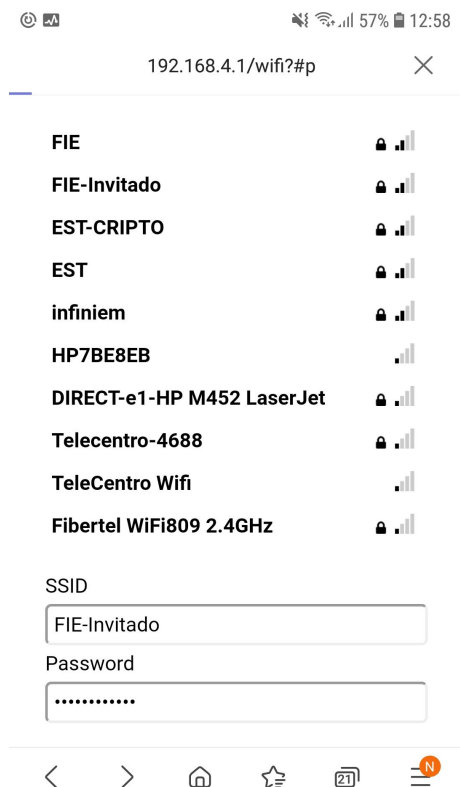 57% 12:58
192.168.4.1/wifi?#p
FIE
FIE-Invitado
EST-CRIPTO
EST
infiniem
HP7BE8EB
DIRECT-e1-HP M452 LaserJet
Telecentro-4688
TeleCentro Wifi
Fibertel WiFi809 2.4GHz
SSID
FIE-Invitado
Password
••••••••••••
21 N